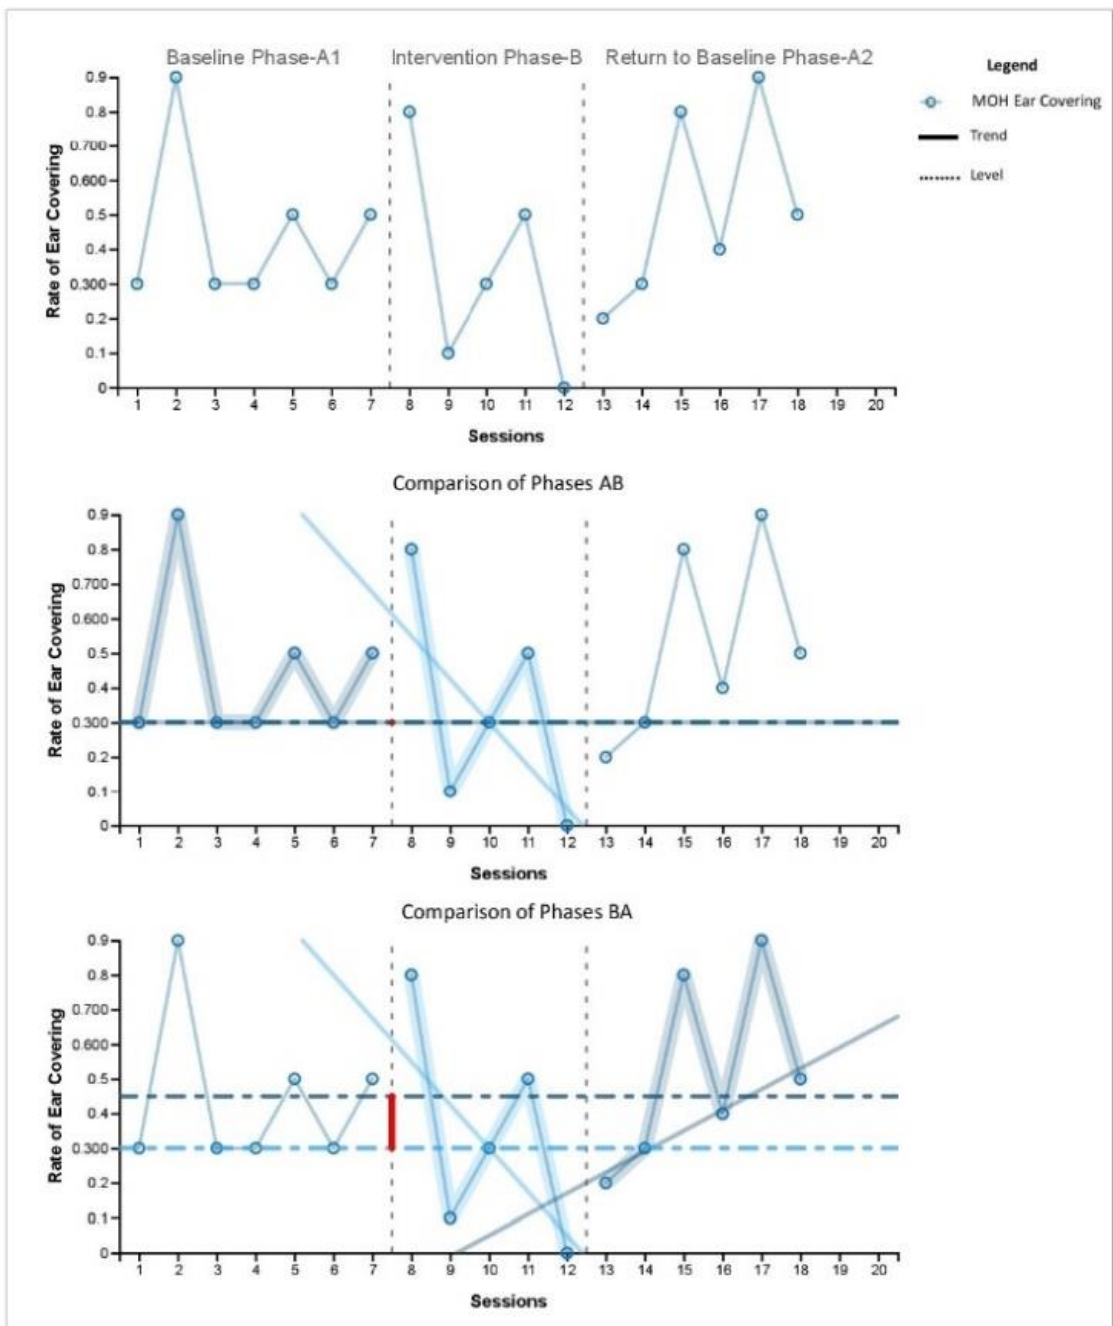 Baseline Phase-A1 Intervention Phase-B Return to Baseline Phase-A2
Legend
MOH Ear Covering
Trend
Level
Rate of Ear Covering
0.9
0.8
0.700
0.600
0.5
0.4
0.300
0.2
0.1
0
1 2 3 4 5 6 7 8 9 10 11 12 13 14 15 16 17 18 19 20
Sessions
Comparison of Phases AB
Rate of Ear Covering
0.9
0.8
0.700
0.600
0.5
0.4
0.300
0.2
0.1
0
1 2 3 4 5 6 7 8 9 10 11 12 13 14 15 16 17 18 19 20
Sessions
Comparison of Phases BA
Rate of Ear Covering
0.9
0.8
0.700
0.600
0.5
0.4
0.300
0.2
0.1
0
1 2 3 4 5 6 7 8 9 10 11 12 13 14 15 16 17 18 19 20
Sessions